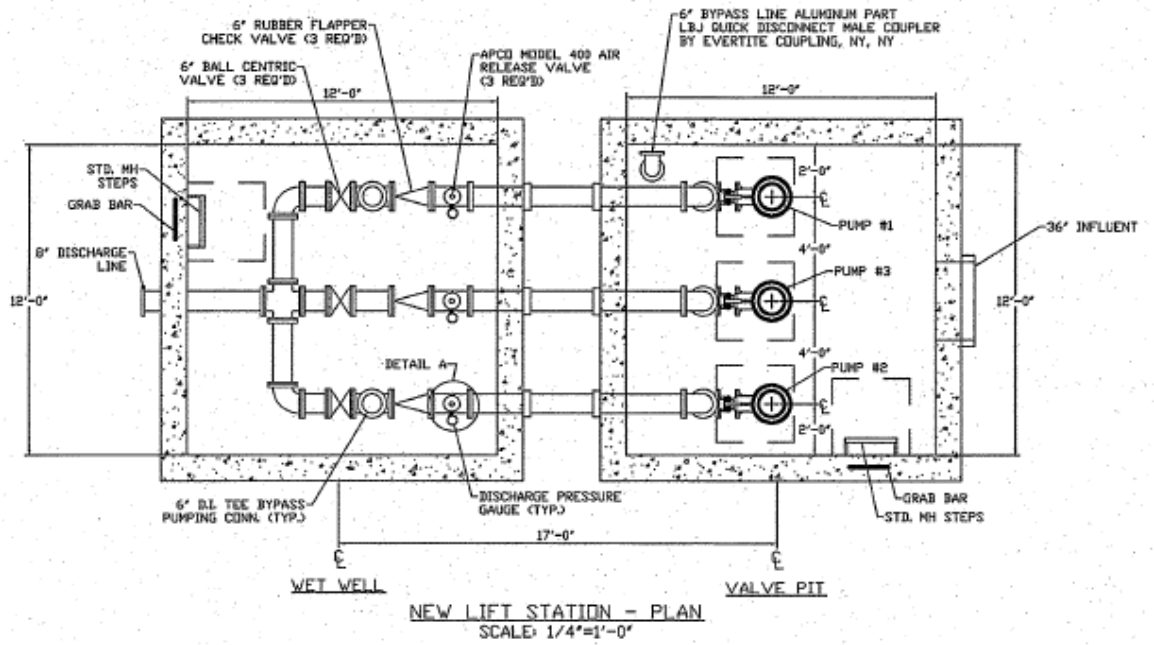 6" RUBBER FLAPPER
CHECK VALVE (3 REQ'D)
6" BALL CENTRIC
VALVE (3 REQ'D)
APCO MODEL 400 AIR
RELEASE VALVE
(3 REQ'D)
6" BYPASS LINE ALUMINUM PART
LBJ QUICK DISCONNECT MALE COUPLER
BY EVERTITE COUPLING, NY, NY
12'-0"
12'-0"
STD. MH
STEPS
GRAB BAR
8" DISCHARGE
LINE
12'-0"
2'-0"
PUMP #1
4'-0"
PUMP #3
36" INFLUENT
12'-0"
4'-0"
DETAIL A
PUMP #2
2'-0"
6" D.I. TEE BYPASS
PUMPING CONN. (TYP.)
DISCHARGE PRESSURE
GAUGE (TYP.)
GRAB BAR
STD. MH STEPS
17'-0"
WET WELL
VALVE PIT
NEW LIFT STATION - PLAN
SCALE: 1/4"=1'-0"